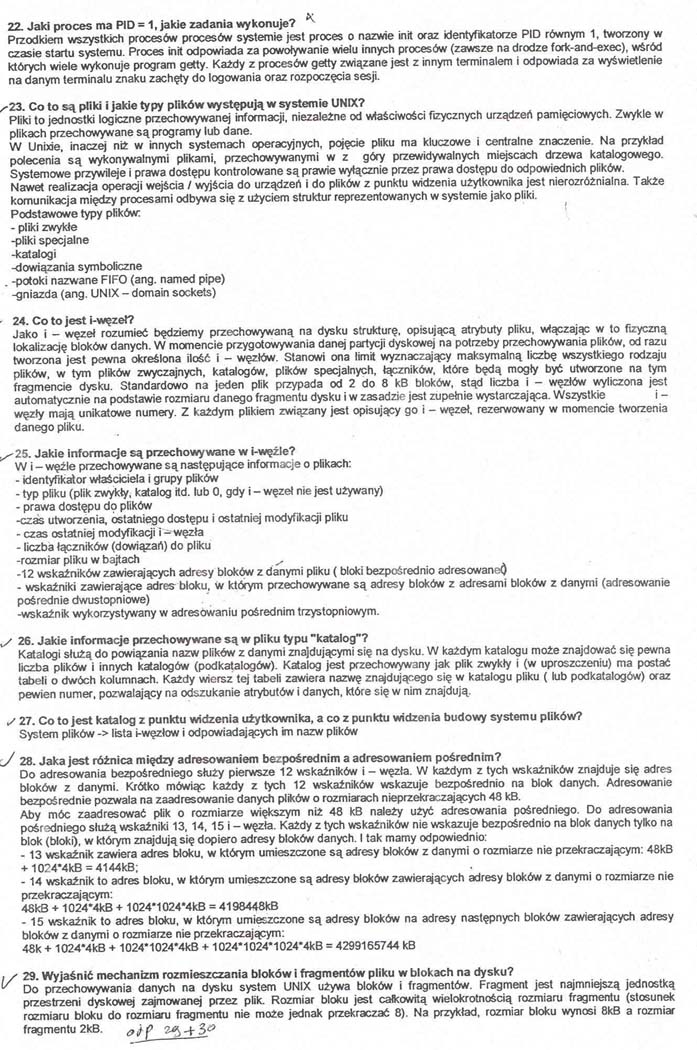 22. Jaki proces ma PID = 1, jakie zadania wykonuje?
Przodkiem wszystkich procesów procesów systemie jest proces o nazwie init oraz identyfikatorze PID równym 1, tworzony w
czasie startu systemu. Proces init odpowiada za powoływanie wielu innych procesów (zawsze na drodze fork-and-exec), wśród
których wiele wykonuje program getty. Każdy z procesów getty związane jest z innym terminalem i odpowiada za wyświetlenie
na danym terminalu znaku zachęty do logowania oraz rozpoczęcia sesji.
23. Co to są pliki i jakie typy plików występują w systemie UNIX?
Pliki to jednostki logiczne przechowywanej informacji, niezależne od właściwości fizycznych urządzeń pamięciowych. Zwykle w
plikach przechowywane są programy lub dane.
W Unixie, inaczej niż w innych systemach operacyjnych, pojęcie pliku ma kluczowe i centralne znaczenie. Na przykład
polecenia są wykonywalnymi plikami, przechowywanymi w z góry przewidywalnych miejscach drzewa katalogowego.
Systemowe przywileje i prawa dostępu kontrolowane są prawie wyłącznie przez prawa dostępu do odpowiednich plików.
Nawet realizacja operacji wejścia / wyjścia do urządzeń i do plików z punktu widzenia użytkownika jest nierozróżnialna. Także
komunikacja między procesami odbywa się z użyciem struktur reprezentowanych w systemie jako pliki.
Podstawowe typy plików:
- pliki zwykłe
-pliki specjalne
-katalogi
-dowiązania symboliczne
-potoki nazwane FIFO (ang. named pipe)
-gniazda (ang. UNIX – domain sockets)
24. Co to jest i-węzeł?
Jako i – węzeł rozumieć będziemy przechowywaną na dysku strukturę, opisującą atrybuty pliku, włączając w to fizyczną
lokalizację bloków danych. W momencie przygotowywania danej partycji dyskowej na potrzeby przechowywania plików, od razu
tworzona jest pewna określona ilość i – węzłów. Stanowi ona limit wyznaczający maksymalną liczbę wszystkiego rodzaju
plików, w tym plików zwyczajnych, katalogów, plików specjalnych, łączników, które będą mogły być utworzone na tym
fragmencie dysku. Standardowo na jeden plik przypada od 2 do 8 kB bloków, stąd liczba i – węzłów wyliczona jest
automatycznie na podstawie rozmiaru danego fragmentu dysku i w zasadzie jest zupełnie wystarczająca. Wszystkie i –
węzły mają unikatowe numery. Z każdym plikiem związany jest opisujący go i – węzeł, rezerwowany w momencie tworzenia
danego pliku.
25. Jakie informacje są przechowywane w i-węźle?
W i – węźle przechowywane są następujące informacje o plikach:
- identyfikator właściciela i grupy plików
- typ pliku (plik zwykły, katalog itd. lub 0, gdy i – węzeł nie jest używany)
- prawa dostępu do plików
-czas utworzenia, ostatniego dostępu i ostatniej modyfikacji pliku
- czas ostatniej modyfikacji i – węzła
- liczba łączników (dowiązań) do pliku
-rozmiar pliku w bajtach
-12 wskaźników zawierających adresy bloków z danymi pliku ( bloki bezpośrednio adresowane)
- wskaźniki zawierające adres bloku, w którym przechowywane są adresy bloków z adresami bloków z danymi (adresowanie
pośrednie dwustopniowe)
-wskaźnik wykorzystywany w adresowaniu pośrednim trzystopniowym.
26. Jakie informacje przechowywane są w pliku typu "katalog"?
Katalogi służą do powiązania nazw plików z danymi znajdującymi się na dysku. W każdym katalogu może znajdować się pewna
liczba plików i innych katalogów (podkatalogów). Katalog jest przechowywany jak plik zwykły i (w uproszczeniu) ma postać
tabeli o dwóch kolumnach. Każdy wiersz tej tabeli zawiera nazwę znajdującego się w katalogu pliku ( lub podkatalogów) oraz
pewien numer, pozwalający na odszukanie atrybutów i danych, które się w nim znajdują.
27. Co to jest katalog z punktu widzenia użytkownika, a co z punktu widzenia budowy systemu plików?
System plików -> lista i-węzłow i odpowiadających im nazw plików
28. Jaka jest różnica między adresowaniem bezpośrednim a adresowaniem pośrednim?
Do adresowania bezpośredniego służy pierwsze 12 wskaźników i – węzła. W każdym z tych wskaźników znajduje się adres
bloków z danymi. Krótko mówiąc każdy z tych 12 wskaźników wskazuje bezpośrednio na blok danych. Adresowanie
bezpośrednie pozwala na zaadresowanie danych plików o rozmiarach nieprzekraczających 48 kB.
Aby móc zaadresować plik o rozmiarze większym niż 48 kB należy użyć adresowania pośredniego. Do adresowania
pośredniego służą wskaźniki 13, 14, 15 i – węzła. Każdy z tych wskaźników nie wskazuje bezpośrednio na blok danych tylko na
blok (bloki), w którym znajdują się dopiero adresy bloków danych. I tak mamy odpowiednio:
- 13 wskaźnik zawiera adres bloku, w którym umieszczone są adresy bloków z danymi o rozmiarze nie przekraczającym: 48kB
+ 1024*4kB = 4144kB;
- 14 wskaźnik to adres bloku, w którym umieszczone są adresy bloków zawierających adresy bloków z danymi o rozmiarze nie
przekraczającym:
48kB + 1024*4kB + 1024*1024*4kB = 4198448kB
- 15 wskaźnik to adres bloku, w którym umieszczone są adresy bloków na adresy następnych bloków zawierających adresy
bloków z danymi o rozmiarze nie przekraczającym:
48k + 1024*4kB + 1024*1024*4kB + 1024*1024*1024*4kB = 4299165744 kB
29. Wyjaśnić mechanizm rozmieszczania bloków i fragmentów pliku w blokach na dysku?
Do przechowywania danych na dysku system UNIX używa bloków i fragmentów. Fragment jest najmniejszą jednostką
przestrzeni dyskowej zajmowanej przez plik. Rozmiar bloku jest całkowitą wielokrotnością rozmiaru fragmentu (stosunek
rozmiaru bloku do rozmiaru fragmentu nie może jednak przekraczać 8). Na przykład, rozmiar bloku wynosi 8kB a rozmiar
fragmentu 2kB. odp 29+30